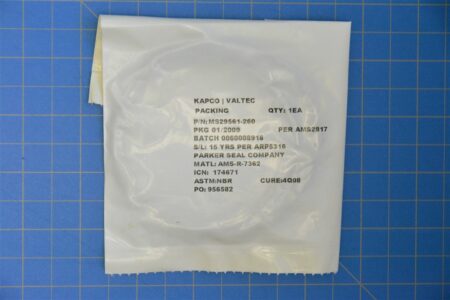 KAPCO | VALTEC
PACKING QTY: 1EA
P/N:MS29561-260
PKG 01/2009 PER AMS2817
BATCH 0060008916
S/L: 15 YRS PER ARP5316
PARKER SEAL COMPANY
MATL: AMS-R-7362
ICN: 174671
ASTM:NBR CURE:4Q08
PO: 956582